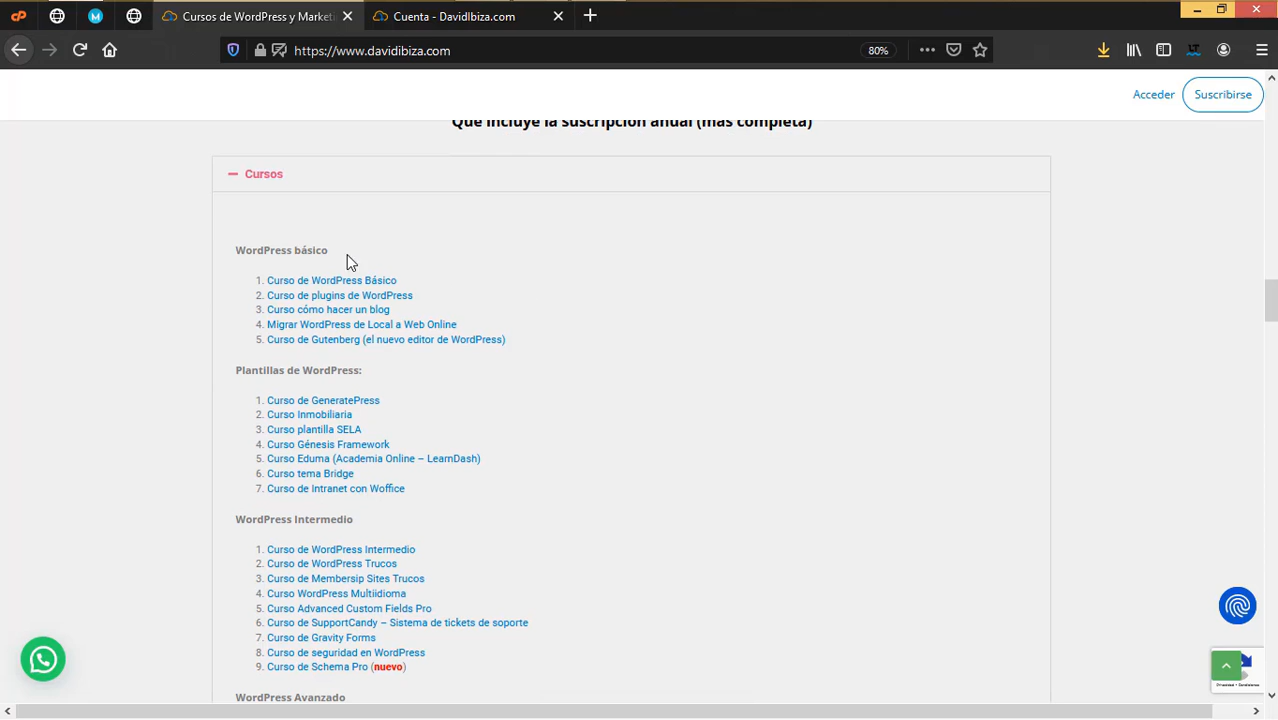 Cursos de WordPress y Marketi
Cuenta - DavidIbiza.com
https://www.davidibiza.com
80%
Acceder
Suscribirse
Que incluye la suscripción anual (más completa)
Cursos
WordPress básico
1. Curso de WordPress Básico
2. Curso de plugins de WordPress
3. Curso cómo hacer un blog
4. Migrar WordPress de Local a Web Online
5. Curso de Gutenberg (el nuevo editor de WordPress)
Plantillas de WordPress:
1. Curso de GeneratePress
2. Curso Inmobiliaria
3. Curso plantilla SELA
4. Curso Génesis Framework
5. Curso Eduma (Academia Online – LearnDash)
6. Curso tema Bridge
7. Curso de Intranet con Woffice
WordPress Intermedio
1. Curso de WordPress Intermedio
2. Curso de WordPress Trucos
3. Curso de Membersip Sites Trucos
4. Curso WordPress Multiidioma
5. Curso Advanced Custom Fields Pro
6. Curso de SupportCandy – Sistema de tickets de soporte
7. Curso de Gravity Forms
8. Curso de seguridad en WordPress
9. Curso de Schema Pro (nuevo)
WordPress Avanzado